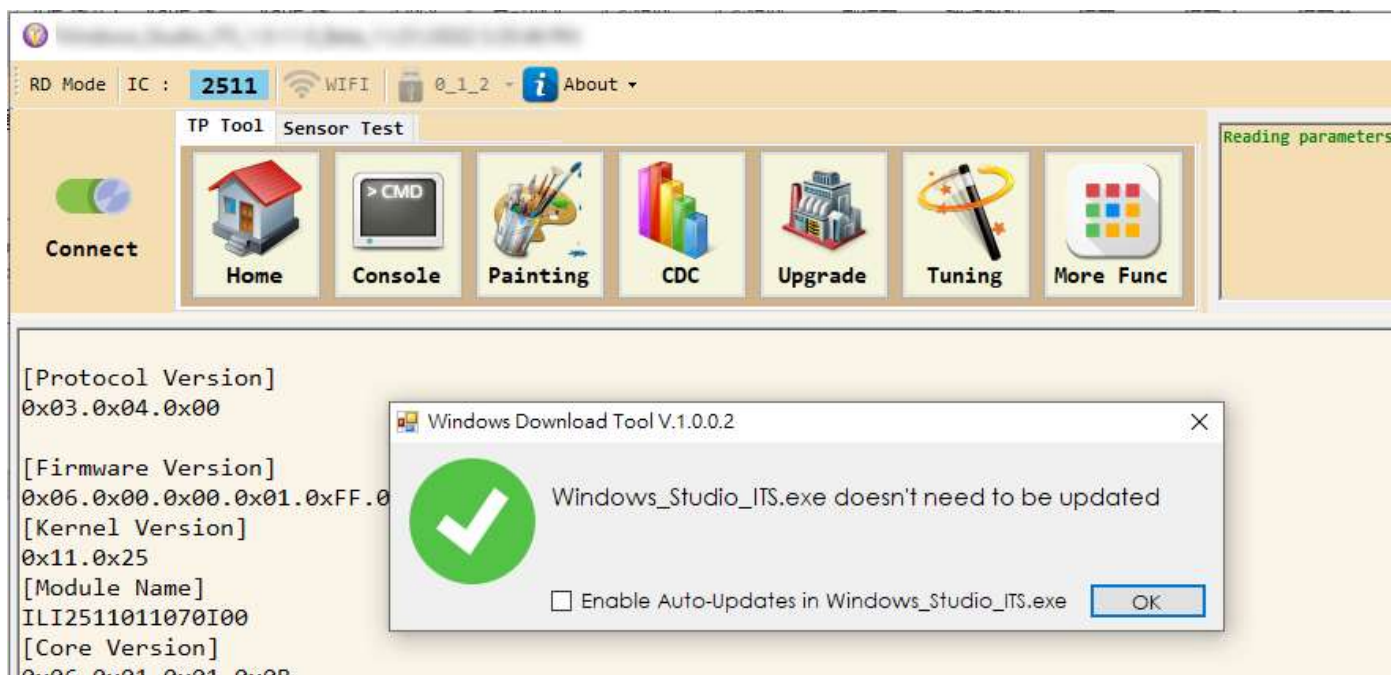 RD Mode IC : 2511 WIFI 0_1_2 About
TP Tool Sensor Test
Reading parameters
Connect
> CMD
Home Console Painting CDC Upgrade Tuning More Func
[Protocol Version]
0x03.0x04.0x00
Windows Download Tool V.1.0.0.2
[Firmware Version]
0x06.0x00.0x00.0x01.0xFF.0
Windows_Studio_ITS.exe doesn't need to be updated
[Kernel Version]
0x11.0x25
[Module Name]
ILI2511011070I00
Enable Auto-Updates in Windows_Studio_ITS.exe OK
[Core Version]